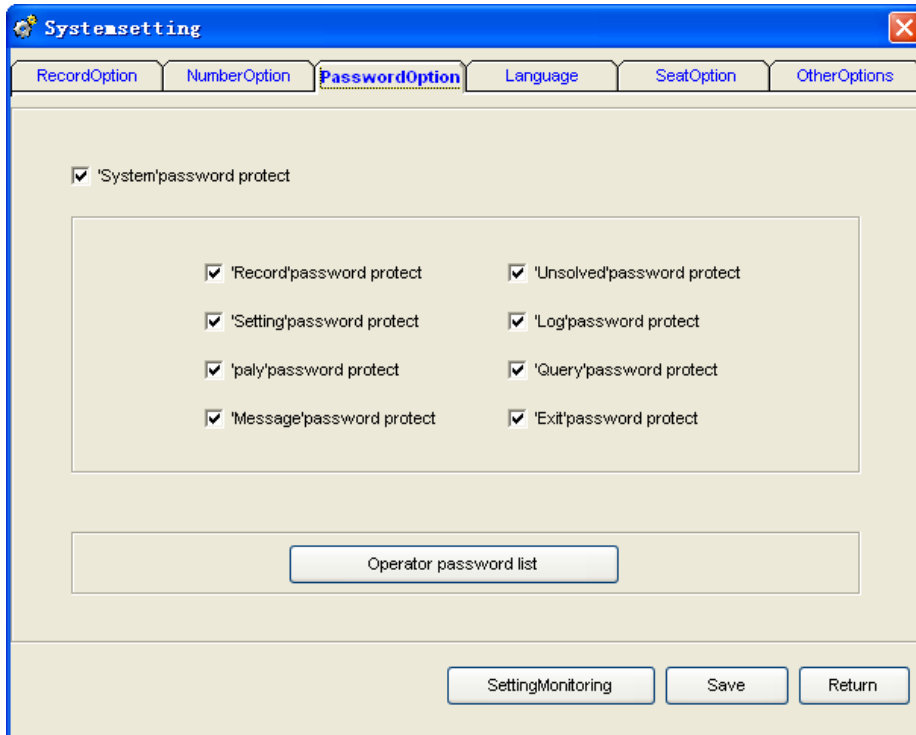 Systemsetting
RecordOption NumberOption PasswordOption Language SeatOption OtherOptions
'System'password protect
'Record'password protect 'Unsolved'password protect
'Setting'password protect 'Log'password protect
'paly'password protect 'Query'password protect
'Message'password protect 'Exit'password protect
Operator password list
SettingMonitoring Save Return